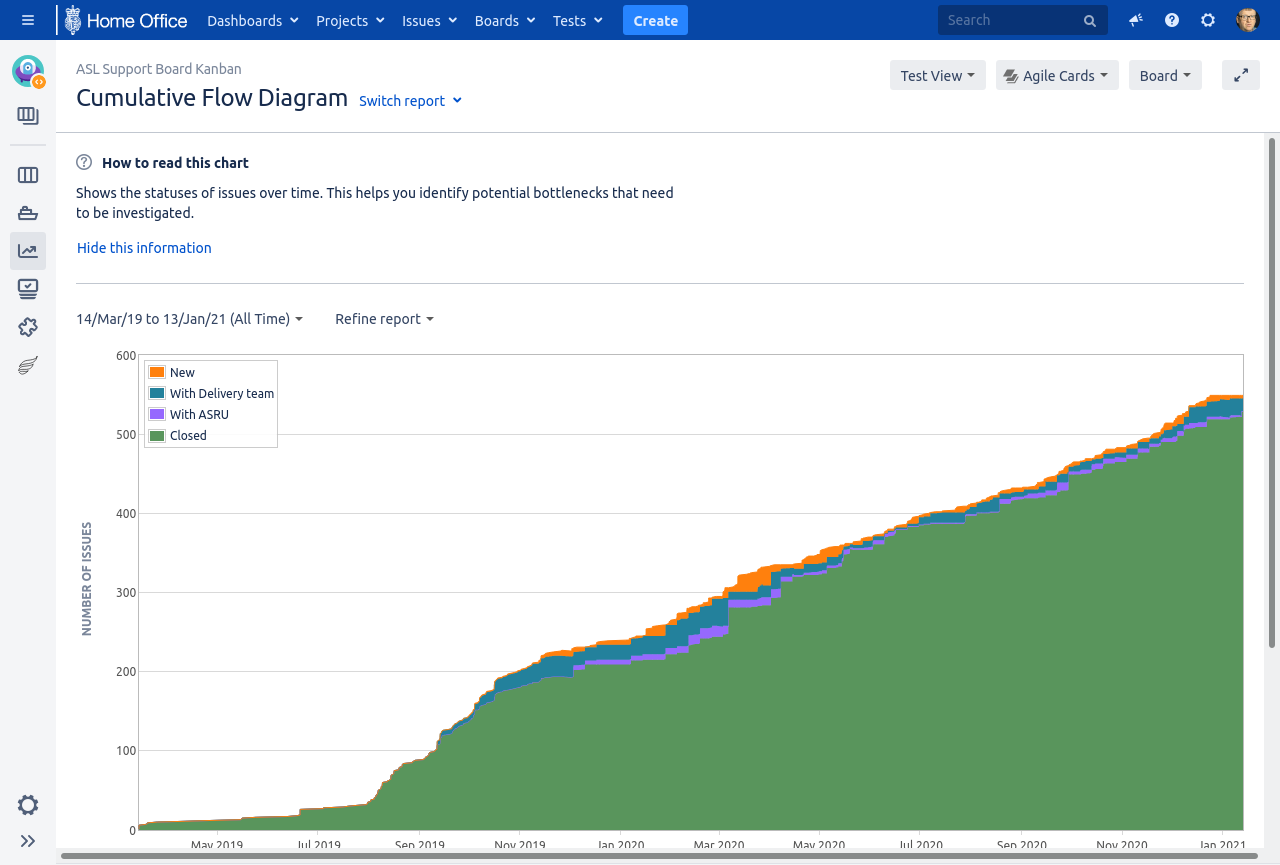 Home Office
Dashboards Projects Issues Boards Tests Create Search
ASL Support Board Kanban
Cumulative Flow Diagram Switch report
Test View Agile Cards Board
How to read this chart
Shows the statuses of issues over time. This helps you identify potential bottlenecks that need
to be investigated.
Hide this information
14/Mar/19 to 13/Jan/21 (All Time) Refine report
New
With Delivery team
With ASRU
Closed
NUMBER OF ISSUES
600
500
400
300
200
100
0
May 2019 Jul 2019 Sep 2019 Nov 2019 Jan 2020 Mar 2020 May 2020 Jul 2020 Sep 2020 Nov 2020 Jan 2021